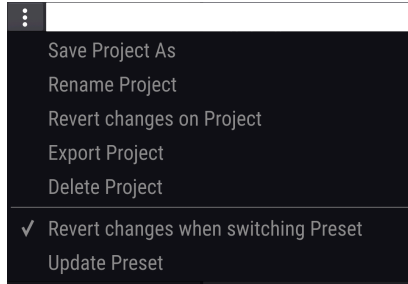 Save Project As
Rename Project
Revert changes on Project
Export Project
Delete Project
Revert changes when switching Preset
Update Preset